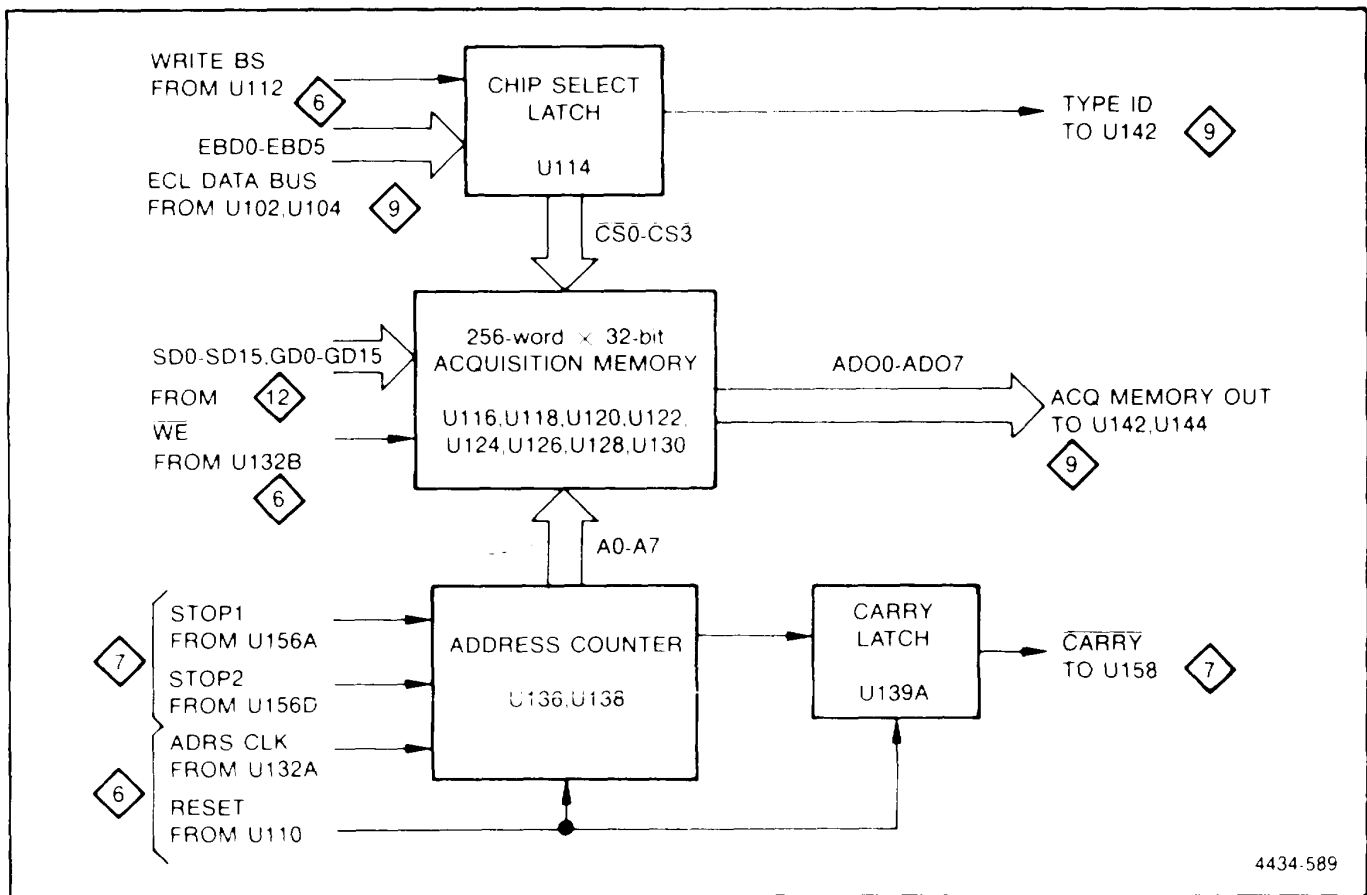 WRITE BS
FROM U112
6
EBD0-EBD5
ECL DATA BUS
FROM U102,U104
9
CHIP SELECT
LATCH
U114
TYPE ID
TO U142
9
C̅S̅0̅-C̅S̅3̅
SD0-SD15,GD0-GD15
FROM
12
W̅E̅
FROM U132B
6
256-word × 32-bit
ACQUISITION MEMORY
U116,U118,U120,U122,
U124,U126,U128,U130
ADO0-ADO7
ACQ MEMORY OUT
TO U142,U144
9
A0-A7
7
STOP1
FROM U156A
STOP2
FROM U156D
6
ADRS CLK
FROM U132A
RESET
FROM U110
ADDRESS COUNTER
U136,U138
CARRY
LATCH
U139A
C̅A̅R̅R̅Y̅
TO U158
7
4434-589